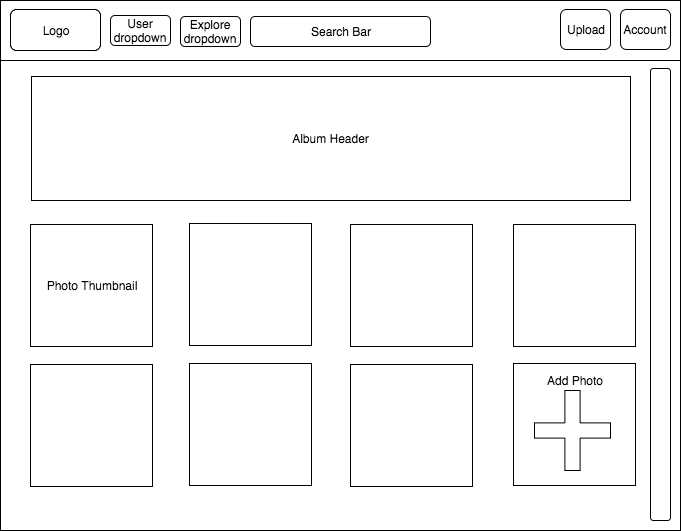 Logo
User
dropdown
Explore
dropdown
Search Bar
Upload
Account
Album Header
Photo Thumbnail
Add Photo